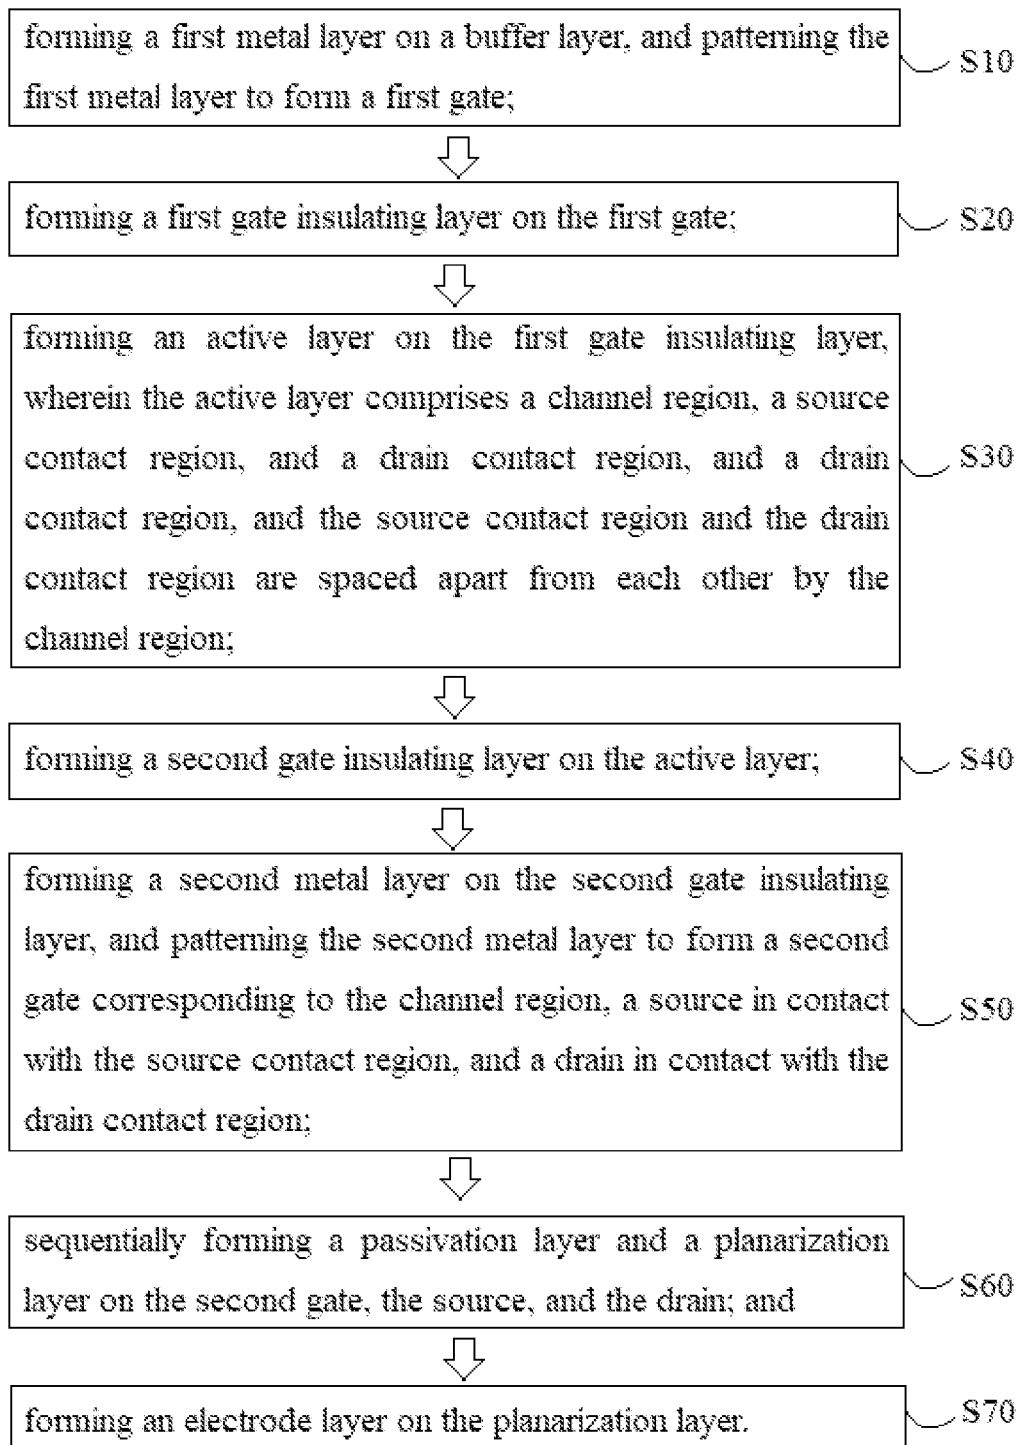 forming a first metal layer on a buffer layer, and patterning the
first metal layer to form a first gate;
S10
forming a first gate insulating layer on the first gate;
S20
forming an active layer on the first gate insulating layer,
wherein the active layer comprises a channel region, a source
contact region, and a drain contact region, and a drain
contact region, and the source contact region and the drain
contact region are spaced apart from each other by the
channel region;
S30
forming a second gate insulating layer on the active layer;
S40
forming a second metal layer on the second gate insulating
layer, and patterning the second metal layer to form a second
gate corresponding to the channel region, a source in contact
with the source contact region, and a drain in contact with the
drain contact region;
S50
sequentially forming a passivation layer and a planarization
layer on the second gate, the source, and the drain; and
S60
forming an electrode layer on the planarization layer.
S70